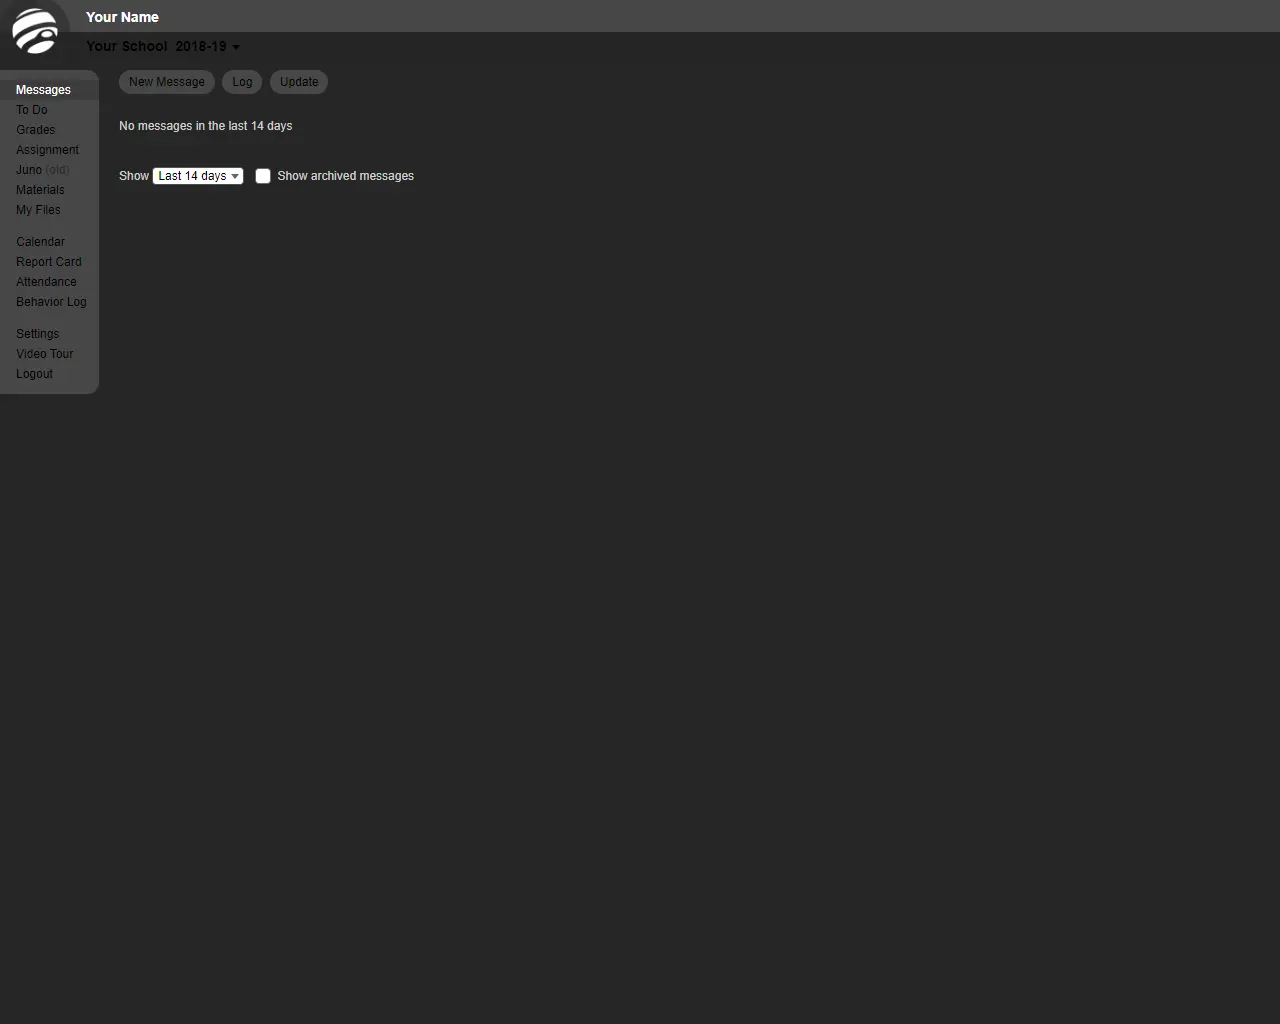 Your Name
Your School 2018-19
Messages
To Do
Grades
Assignment
Juno (old)
Materials
My Files
Calendar
Report Card
Attendance
Behavior Log
Settings
Video Tour
Logout
New Message Log Update
No messages in the last 14 days
Show Last 14 days Show archived messages